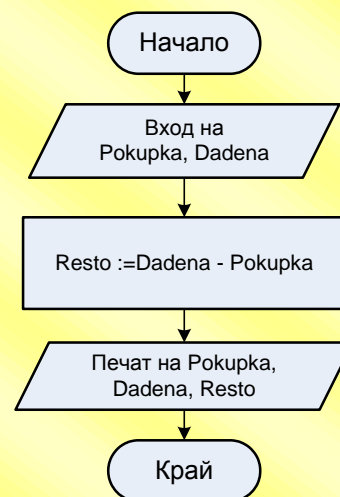 Начало
Вход на
Pokupka, Dadena
Resto :=Dadena - Pokupka
Печат на Pokupka,
Dadena, Resto
Край